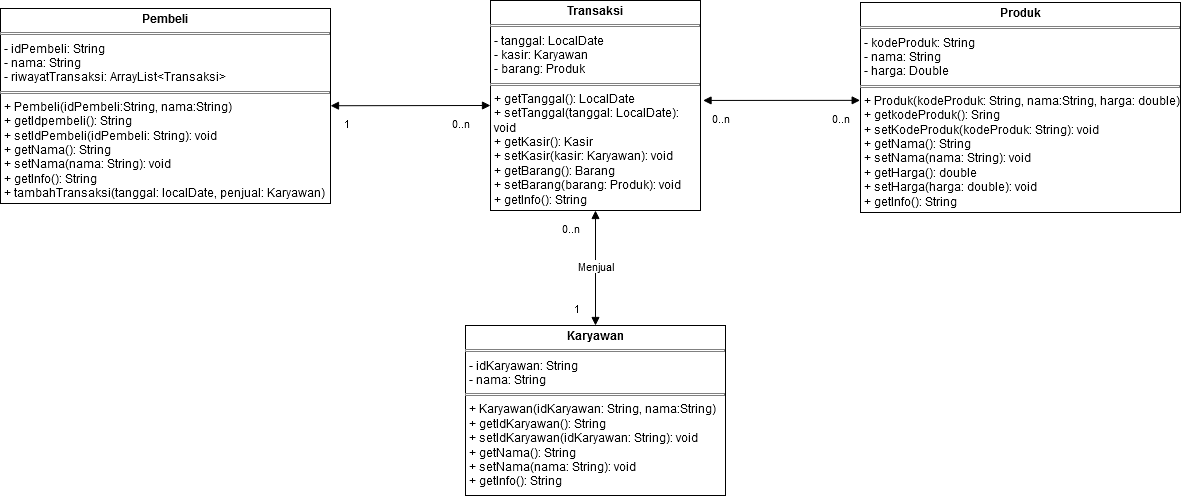 Pembeli
- idPembeli: String
- nama: String
- riwayatTransaksi: ArrayList<Transaksi>
+ Pembeli(idPembeli:String, nama:String)
+ getIdpembeli(): String
+ setIdPembeli(idPembeli: String): void
+ getNama(): String
+ setNama(nama: String): void
+ getInfo(): String
+ tambahTransaksi(tanggal: localDate, penjual: Karyawan)
1
0..n
Transaksi
- tanggal: LocalDate
- kasir: Karyawan
- barang: Produk
+ getTanggal(): LocalDate
+ setTanggal(tanggal: LocalDate):
void
+ getKasir(): Kasir
+ setKasir(kasir: Karyawan): void
+ getBarang(): Barang
+ setBarang(barang: Produk): void
+ getInfo(): String
0..n
0..n
Produk
- kodeProduk: String
- nama: String
- harga: Double
+ Produk(kodeProduk: String, nama:String, harga: double)
+ getkodeProduk(): Sring
+ setKodeProduk(kodeProduk: String): void
+ getNama(): String
+ setNama(nama: String): void
+ getHarga(): double
+ setHarga(harga: double): void
+ getInfo(): String
0..n
Menjual
1
Karyawan
- idKaryawan: String
- nama: String
+ Karyawan(idKaryawan: String, nama:String)
+ getIdKaryawan(): String
+ setIdKaryawan(idKaryawan: String): void
+ getNama(): String
+ setNama(nama: String): void
+ getInfo(): String